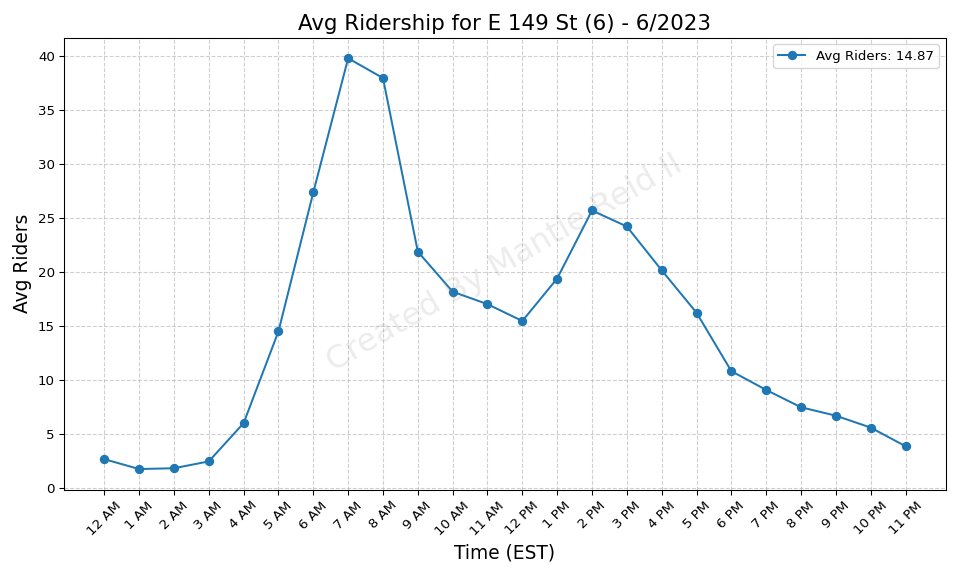 Avg Ridership for E 149 St (6) - 6/2023
Avg Riders: 14.87
Avg Riders
40
35
30
25
20
15
10
5
0
Created By Mantie Reid II
12 AM
1 AM
2 AM
3 AM
4 AM
5 AM
6 AM
7 AM
8 AM
9 AM
10 AM
11 AM
12 PM
1 PM
2 PM
3 PM
4 PM
5 PM
6 PM
7 PM
8 PM
9 PM
10 PM
11 PM
Time (EST)